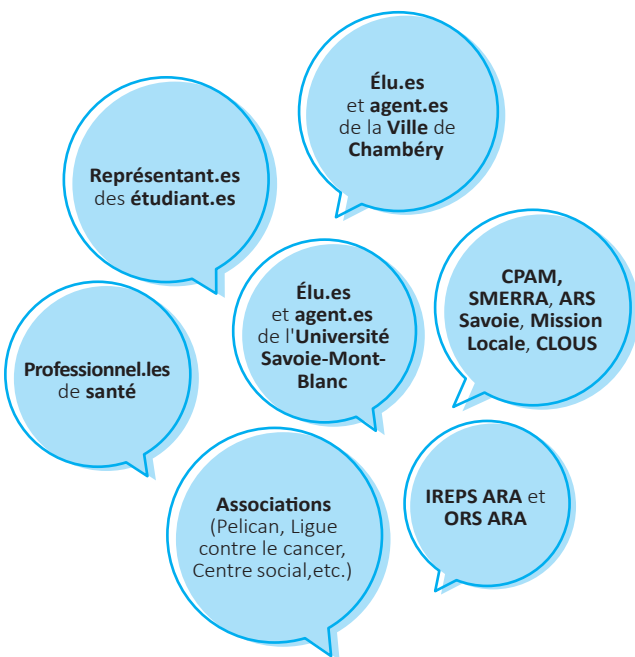 Élu.es
et agent.es
de la Ville de
Chambéry
Représentant.es
des étudiant.es
Élu.es
et agent.es
de l'Université
Savoie-Mont-
Blanc
CPAM,
SMERRA, ARS
Savoie, Mission
Locale, CLOUS
Professionnel.les
de santé
Associations
(Pelican, Ligue
contre le cancer,
Centre social,etc.)
IREPS ARA et
ORS ARA